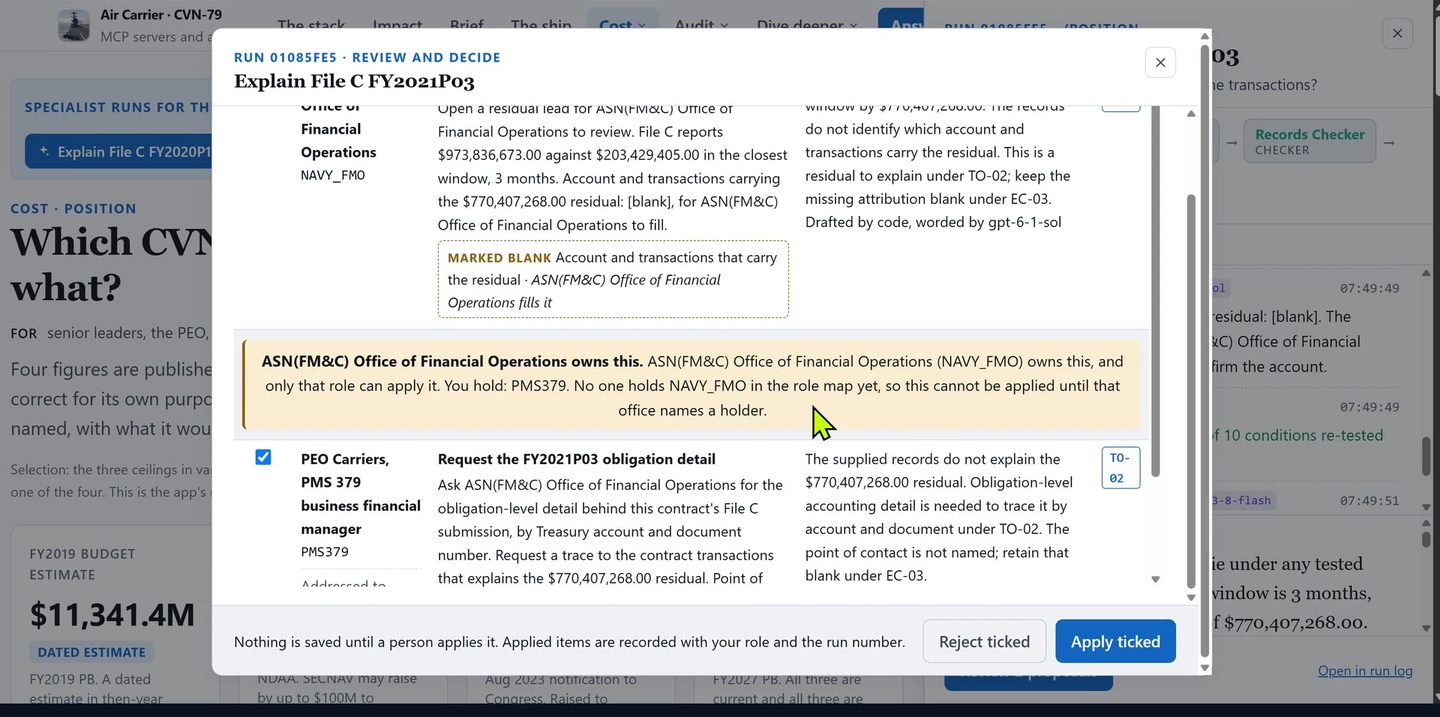 Air Carrier · CVN-79
MCP servers and a
The stack
Impact
Brief
The ship
Cost
Audit
Dive deeper
RUN 01085FE5 · REVIEW AND DECIDE
Explain File C FY2021P03
SPECIALIST RUNS FOR TH
Explain File C FY2020P1
COST · POSITION
Which CVN
what?
FOR senior leaders, the PEO,
Four figures are publishe
correct for its own purpo
named, with what it wou
Selection: the three ceilings in va
one of the four. This is the app's
FY2019 BUDGET
ESTIMATE
$11,341.4M
DATED ESTIMATE
FY2019 PB. A dated
estimate in then-year
NDAA. SECNAV may raise
by up to $100M to
Aug 2023 notification to
Congress. Raised to
FY2027 PB. All three are
current and all three are
Office of
Financial
Operations
NAVY_FMO
Open a residual lead for ASN(FM&C) Office of
Financial Operations to review. File C reports
$973,836,673.00 against $203,429,405.00 in the closest
window, 3 months. Account and transactions carrying
the $770,407,268.00 residual: [blank], for ASN(FM&C)
Office of Financial Operations to fill.
MARKED BLANK Account and transactions that carry
the residual · ASN(FM&C) Office of Financial
Operations fills it
window by $770,407,268.00. The records
do not identify which account and
transactions carry the residual. This is a
residual to explain under TO-02; keep the
missing attribution blank under EC-03.
Drafted by code, worded by gpt-6-1-sol
ASN(FM&C) Office of Financial Operations owns this. ASN(FM&C) Office of Financial Operations (NAVY_FMO) owns this, and
only that role can apply it. You hold: PMS379. No one holds NAVY_FMO in the role map yet, so this cannot be applied until that
office names a holder.
PEO Carriers,
PMS 379
business financial
manager
PMS379
Addressed to
Request the FY2021P03 obligation detail
Ask ASN(FM&C) Office of Financial Operations for the
obligation-level detail behind this contract's File C
submission, by Treasury account and document
number. Request a trace to the contract transactions
that explains the $770,407,268.00 residual. Point of
The supplied records do not explain the
$770,407,268.00 residual. Obligation-level
accounting detail is needed to trace it by
account and document under TO-02. The
point of contact is not named; retain that
blank under EC-03.
TO-
02
Nothing is saved until a person applies it. Applied items are recorded with your role and the run number.
Reject ticked
Apply ticked
03
he transactions?
Records Checker
CHECKER
ol
07:49:49
residual: [blank]. The
&C) Office of Financial
firm the account.
07:49:49
of 10 conditions re-tested
3-8-flash
07:49:51
ie under any tested
window is 3 months,
f $770,407,268.00.
Open in run log